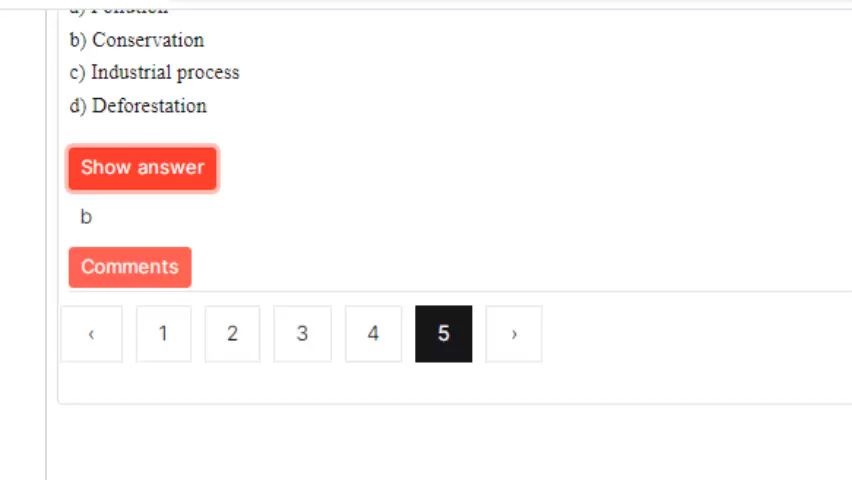 b) Conservation
c) Industrial process
d) Deforestation
Show answer
b
Comments
‹ 1 2 3 4 5 ›